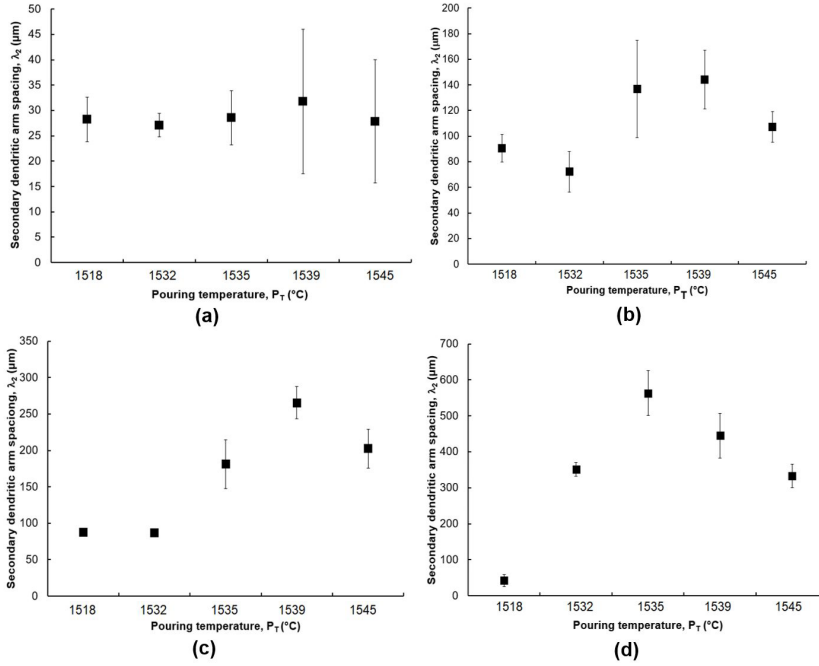 50
45
40
35
30
25
20
15
10
5
0
Secondary dendritic arm spacing, λ2 (µm)
1518 1532 1535 1539 1545
Pouring temperature, PT (°C)
(a)
200
180
160
140
120
100
80
60
40
20
0
Secondary dendritic arm spacing, λ2 (µm)
1518 1532 1535 1539 1545
Pouring temperature, PT (°C)
(b)
350
300
250
200
150
100
50
0
Secondary dendritic arm spaciong, λ2 (µm)
1518 1532 1535 1539 1545
Pouring temperature, PT (°C)
(c)
700
600
500
400
300
200
100
0
Secondary dendritic arm spacing, λ2 (µm)
1518 1532 1535 1539 1545
Pouring temperature, PT (°C)
(d)